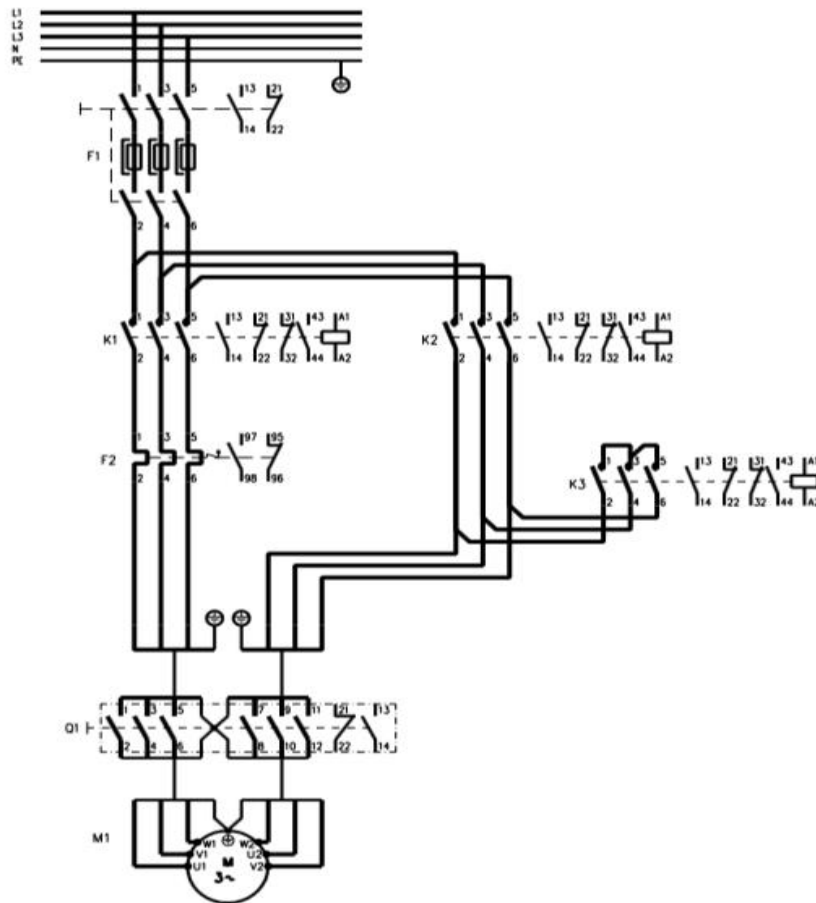 L1
L2
L3
N
PE
1 3 5 13 21
14 22
F1
2 4 6
1 3 5 13 21 31 43 A1
K1
2 4 6 14 22 32 44 A2
1 3 5 13 21 31 43 A1
K2
2 4 6 14 22 32 44 A2
1 3 5 97 95
F2
2 4 6 98 96
1 3 5 13 21 31 43 A1
K3
2 4 6 14 22 32 44 A2
1 3 5 7 9 11 21 13
Q1
2 4 6 8 10 12 22 14
M1
W1 W2
V1 M U2
U1 3~ V2